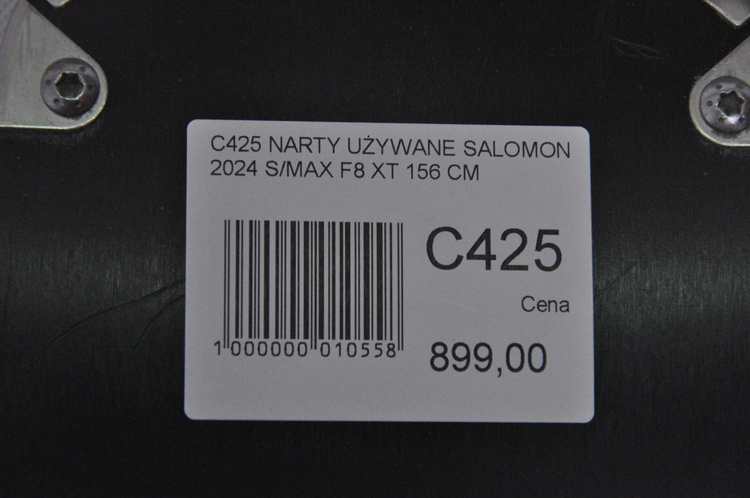 C425 NARTY UŻYWANE SALOMON
2024 S/MAX F8 XT 156 CM
C425
Cena
899,00
1 000000 010558